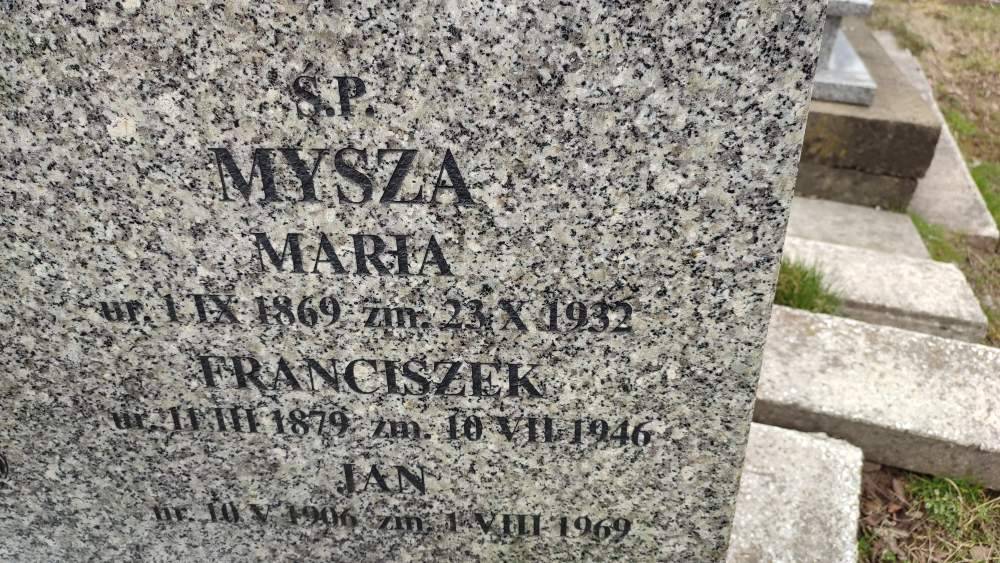 Ś.P.
MYSZA
MARIA
ur. 1 IX 1869 zm. 23 X 1932
FRANCISZEK
ur. 11 III 1879 zm. 10 VII 1946
JAN
ur. 10 V 1906 zm. 1 VIII 1969